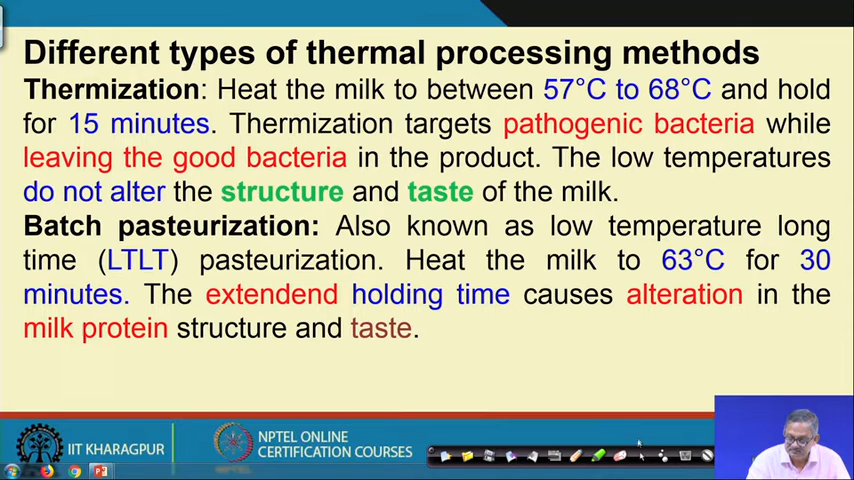 Different types of thermal processing methods
Thermization: Heat the milk to between 57°C to 68°C and hold
for 15 minutes. Thermization targets pathogenic bacteria while
leaving the good bacteria in the product. The low temperatures
do not alter the structure and taste of the milk.
Batch pasteurization: Also known as low temperature long
time (LTLT) pasteurization. Heat the milk to 63°C for 30
minutes. The extendend holding time causes alteration in the
milk protein structure and taste.
IIT KHARAGPUR
NPTEL ONLINE
CERTIFICATION COURSES
NPTEL